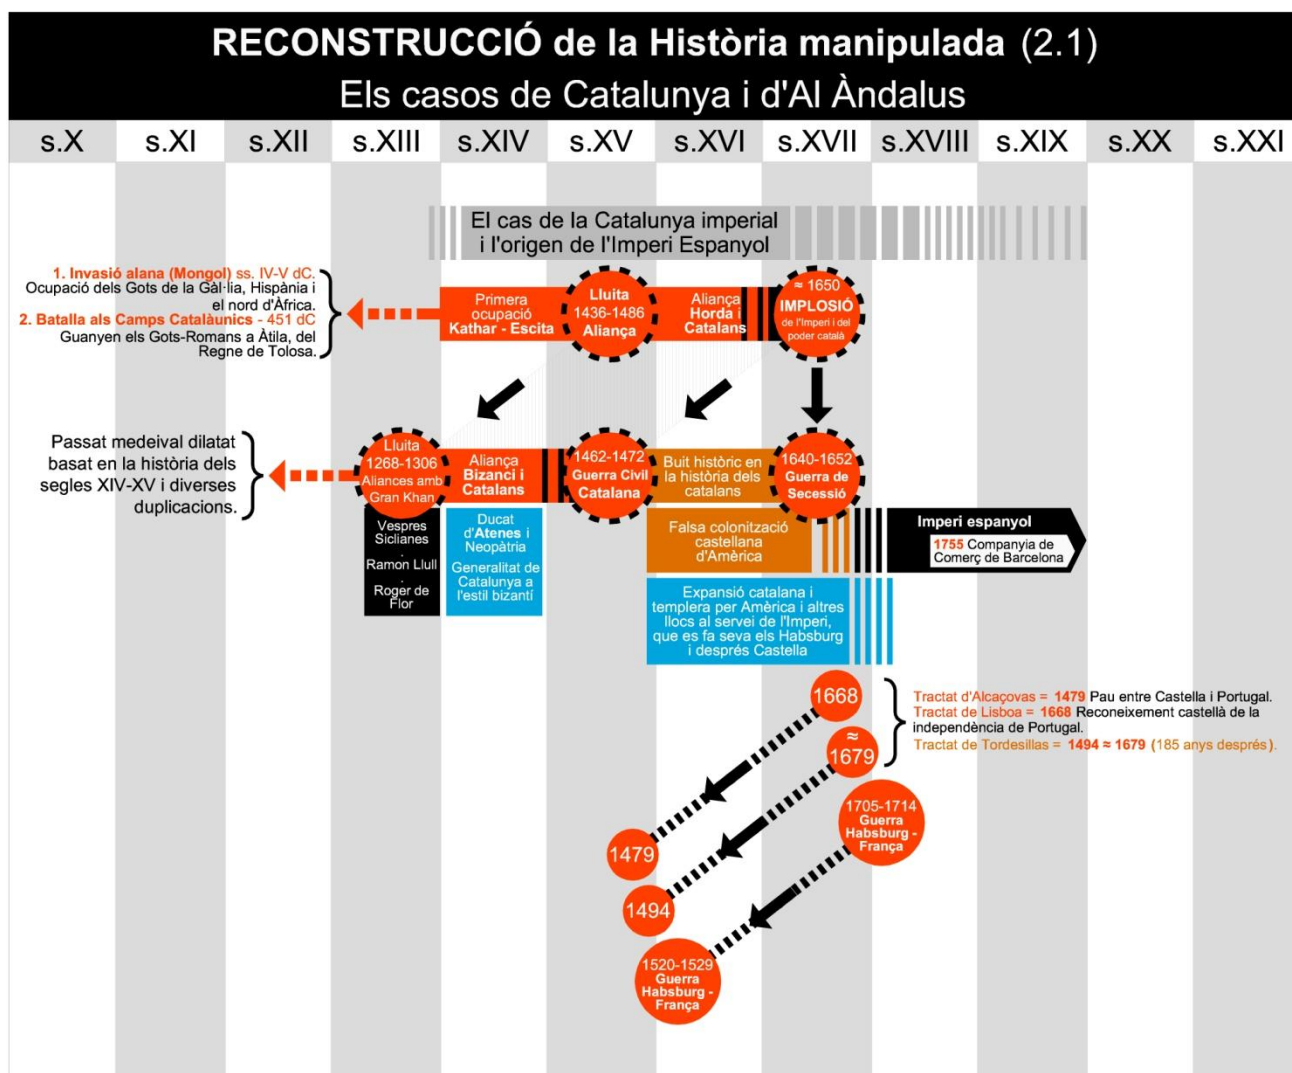 RECONSTRUCCIÓ de la Història manipulada (2.1)
Els casos de Catalunya i d'Al Àndalus
s.X s.XI s.XII s.XIII s.XIV s.XV s.XVI s.XVII s.XVIII s.XIX s.XX s.XXI
El cas de la Catalunya imperial
i l'origen de l'Imperi Espanyol
1. Invasió alana (Mongol) ss. IV-V dC.
Ocupació dels Gots de la Gàl·lia, Hispània i
el nord d'Àfrica.
2. Batalla als Camps Catalàunics - 451 dC
Guanyen els Gots-Romans a Àtila, del
Regne de Tolosa.
Primera
ocupació
Kathar - Escita
Lluita
1436-1486
Aliança
Aliança
Horda i
Catalans
≈ 1650
IMPLOSIÓ
de l'Imperi i del
poder català
Passat medeival dilatat
basat en la història dels
segles XIV-XV i diverses
duplicacions.
Lluita
1268-1306
Aliances amb
Gran Khan
Aliança
Bizanci i
Catalans
1462-1472
Guerra Civil
Catalana
Buit històric en
la història dels
catalans
1640-1652
Guerra de
Secessió
Vespres
Sicilianes
.
Ramon Llull
.
Roger de
Flor
Ducat
d'Atenes i
Neopàtria
Generalitat de
Catalunya a
l'estil bizantí
Falsa colonització
castellana
d'Amèrica
Imperi espanyol
1755 Companyia de
Comerç de Barcelona
Expansió catalana i
templera per Amèrica i altres
llocs al servei de l'Imperi,
que es fa seva els Habsburg
i després Castella
1668
≈
1679
Tractat d'Alcaçovas = 1479 Pau entre Castella i Portugal.
Tractat de Lisboa = 1668 Reconeixement castellà de la
independència de Portugal.
Tractat de Tordesillas = 1494 ≈ 1679 (185 anys després).
1705-1714
Guerra
Habsburg -
França
1479
1494
1520-1529
Guerra
Habsburg -
França